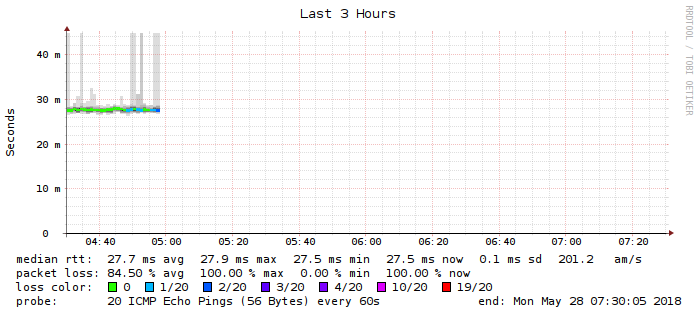 Last 3 Hours
RRDTOOL / TOBI OETIKER
Seconds
40 m
30 m
20 m
10 m
0
04:40 05:00 05:20 05:40 06:00 06:20 06:40 07:00 07:20
median rtt: 27.7 ms avg 27.9 ms max 27.5 ms min 27.5 ms now 0.1 ms sd 201.2 am/s
packet loss: 84.50 % avg 100.00 % max 0.00 % min 100.00 % now
loss color: 0 1/20 2/20 3/20 4/20 10/20 19/20
probe: 20 ICMP Echo Pings (56 Bytes) every 60s end: Mon May 28 07:30:05 2018